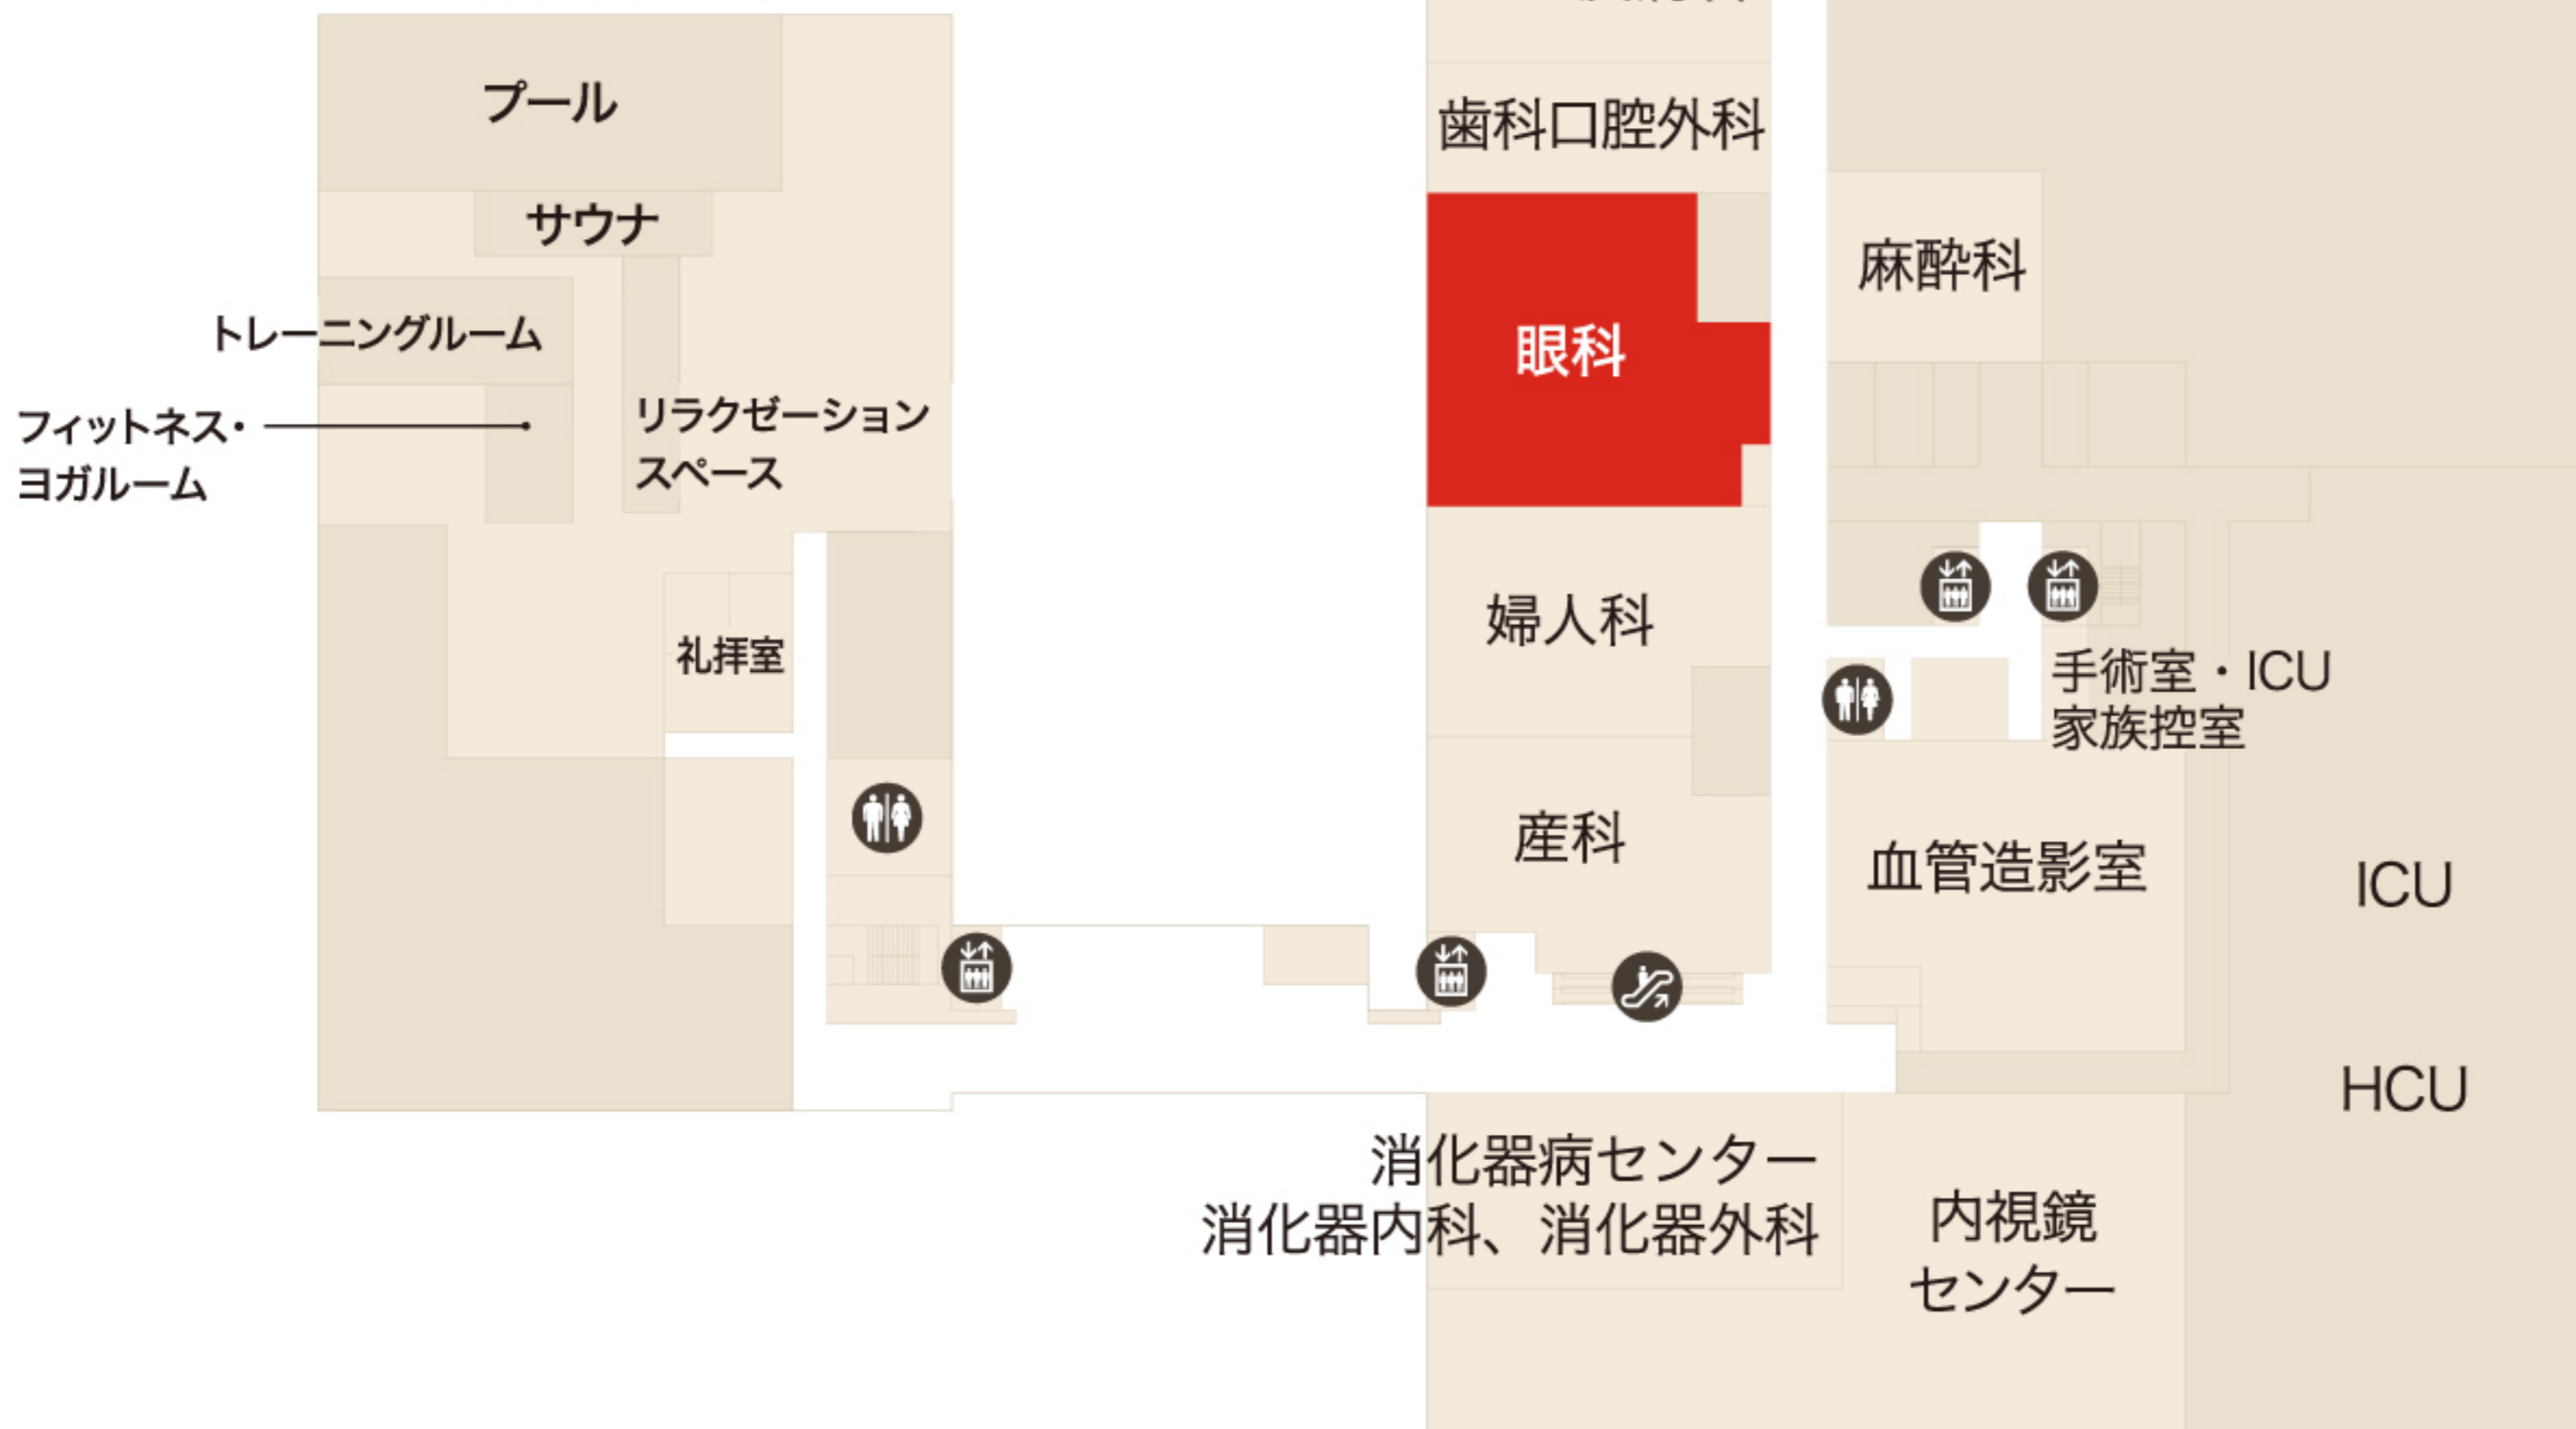 プール
歯科口腔外科
サウナ
麻酔科
トレーニングルーム
眼科
フィットネス・
ヨガルーム
リラクゼーション
スペース
婦人科
礼拝室
手術室・ICU
家族控室
産科
血管造影室
ICU
HCU
消化器病センター
消化器内科、消化器外科
内視鏡
センター